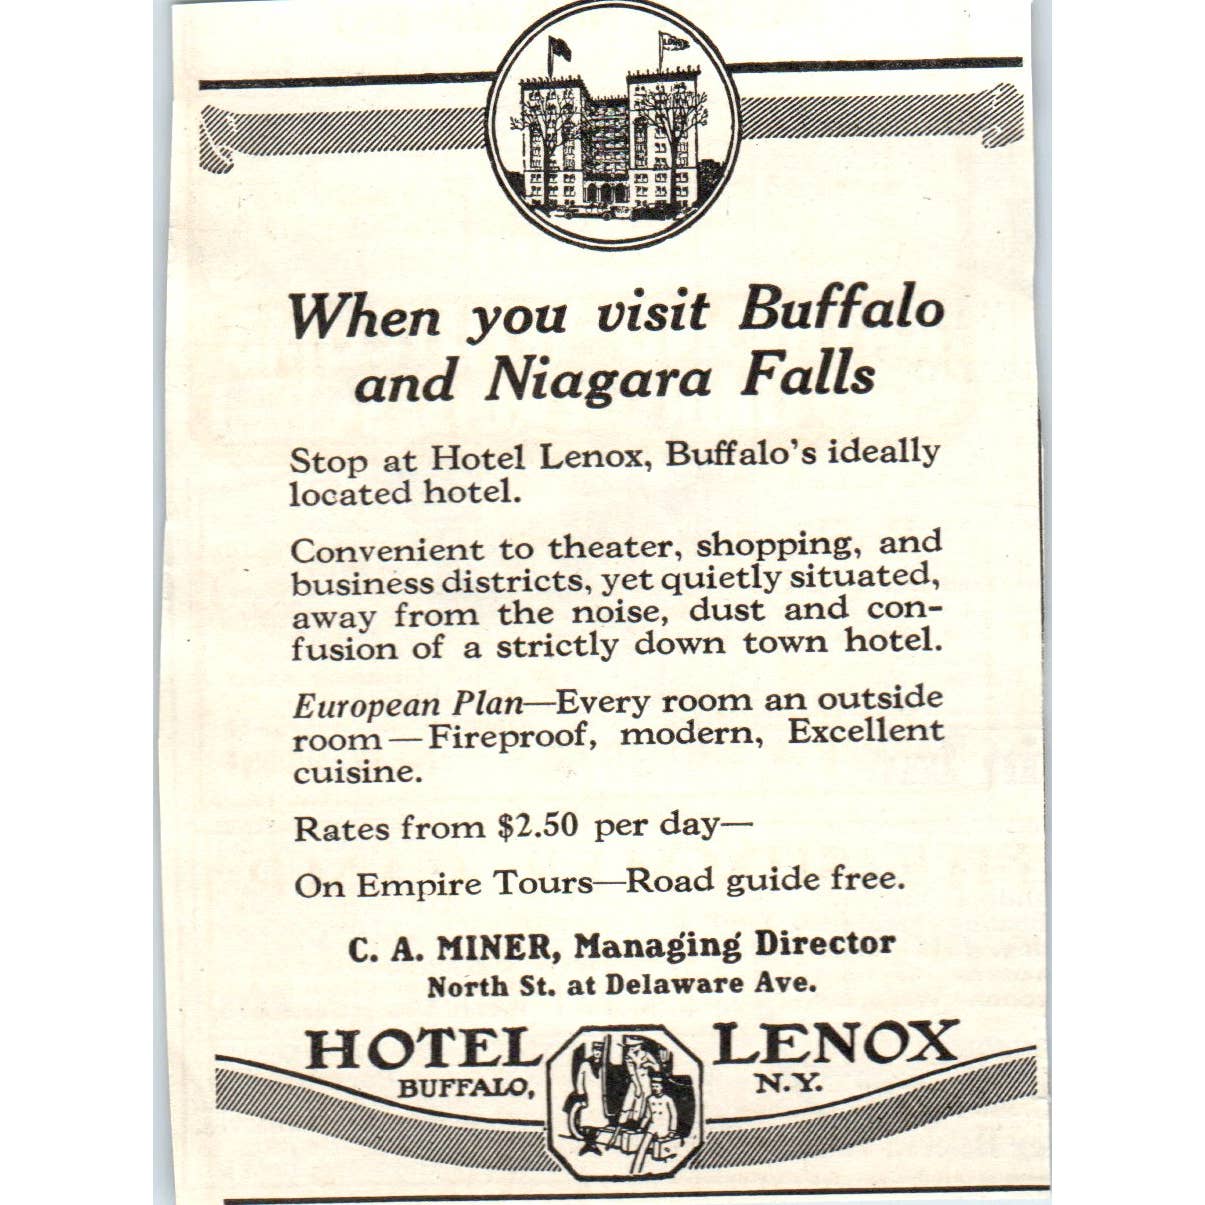 When you visit Buffalo
and Niagara Falls
Stop at Hotel Lenox, Buffalo's ideally
located hotel.
Convenient to theater, shopping, and
business districts, yet quietly situated,
away from the noise, dust and con-
fusion of a strictly down town hotel.
European Plan—Every room an outside
room—Fireproof, modern, Excellent
cuisine.
Rates from $2.50 per day—
On Empire Tours—Road guide free.
C. A. MINER, Managing Director
North St. at Delaware Ave.
HOTEL LENOX
BUFFALO, N.Y.